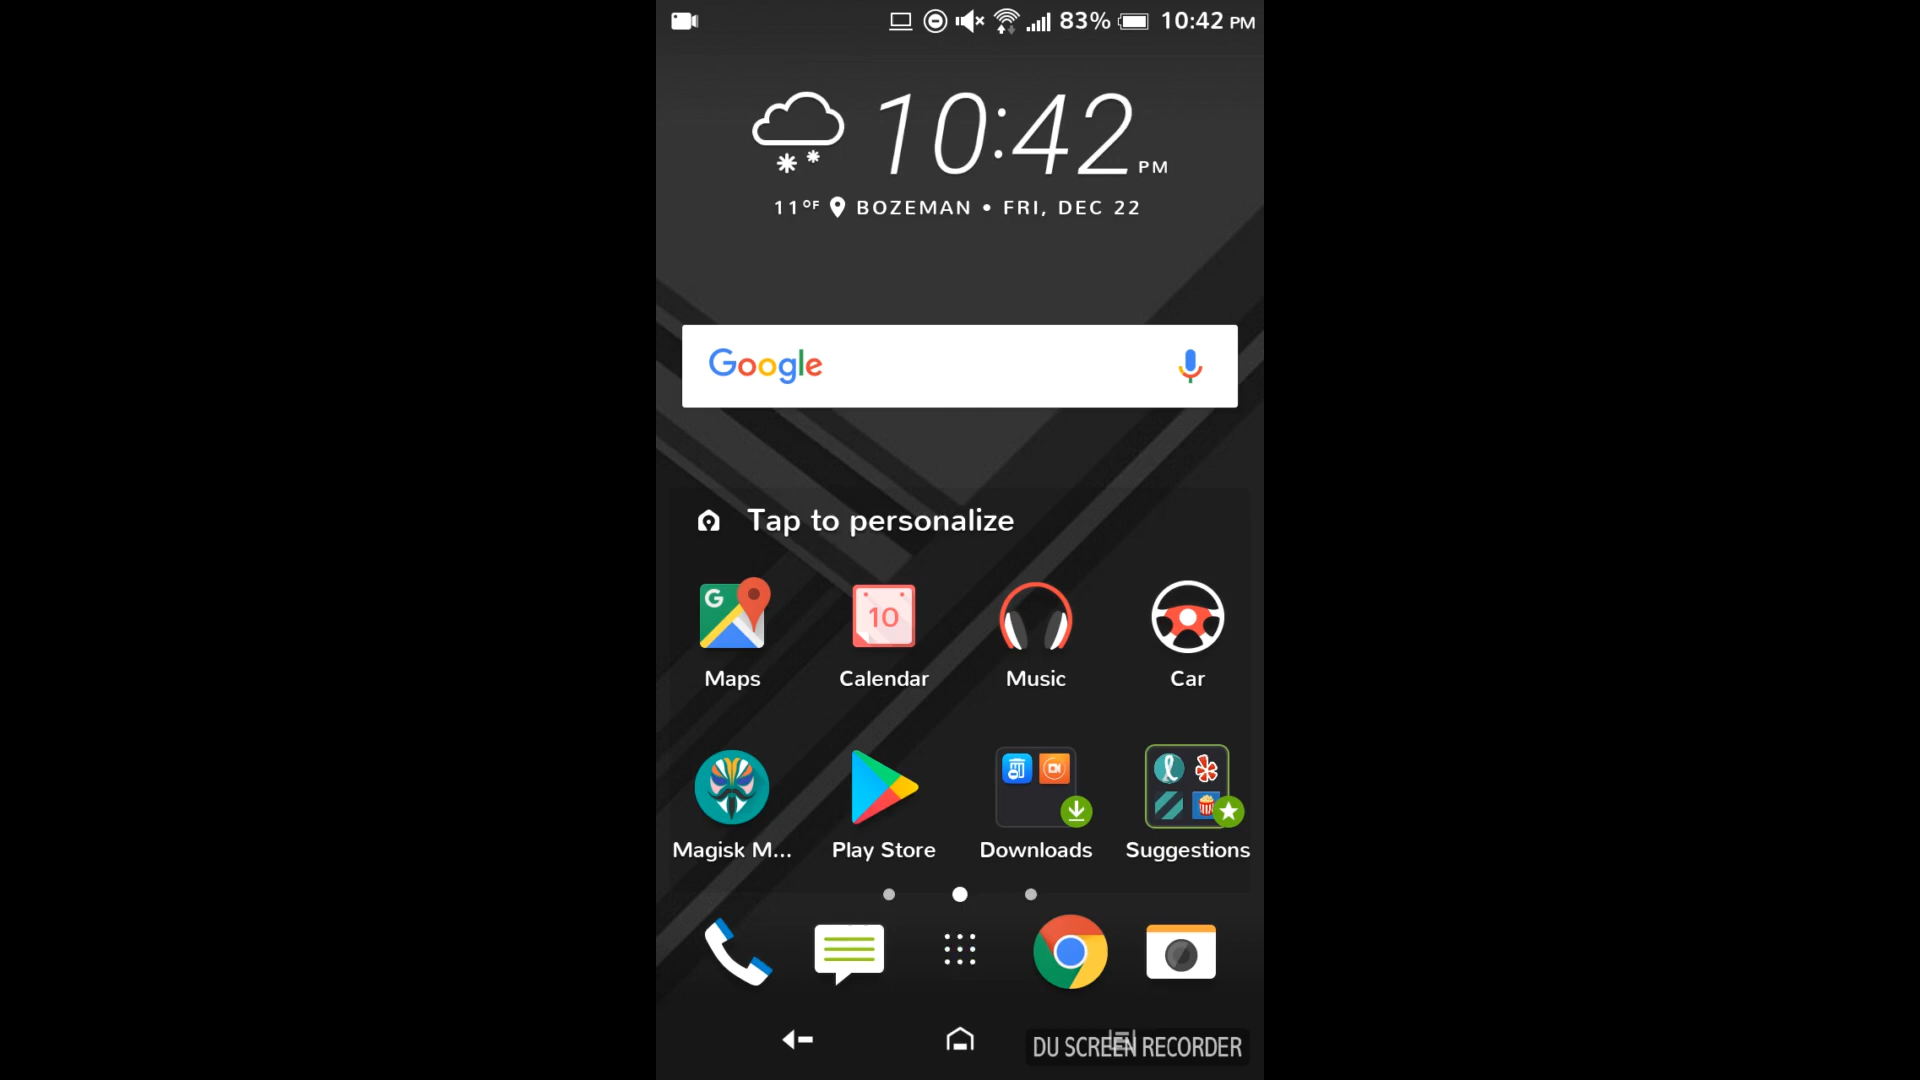 83% 10:42 PM
10:42 PM
11°F BOZEMAN • FRI, DEC 22
Google
Tap to personalize
G
10
Maps Calendar Music Car
Magisk M... Play Store Downloads Suggestions
DU SCREEN RECORDER